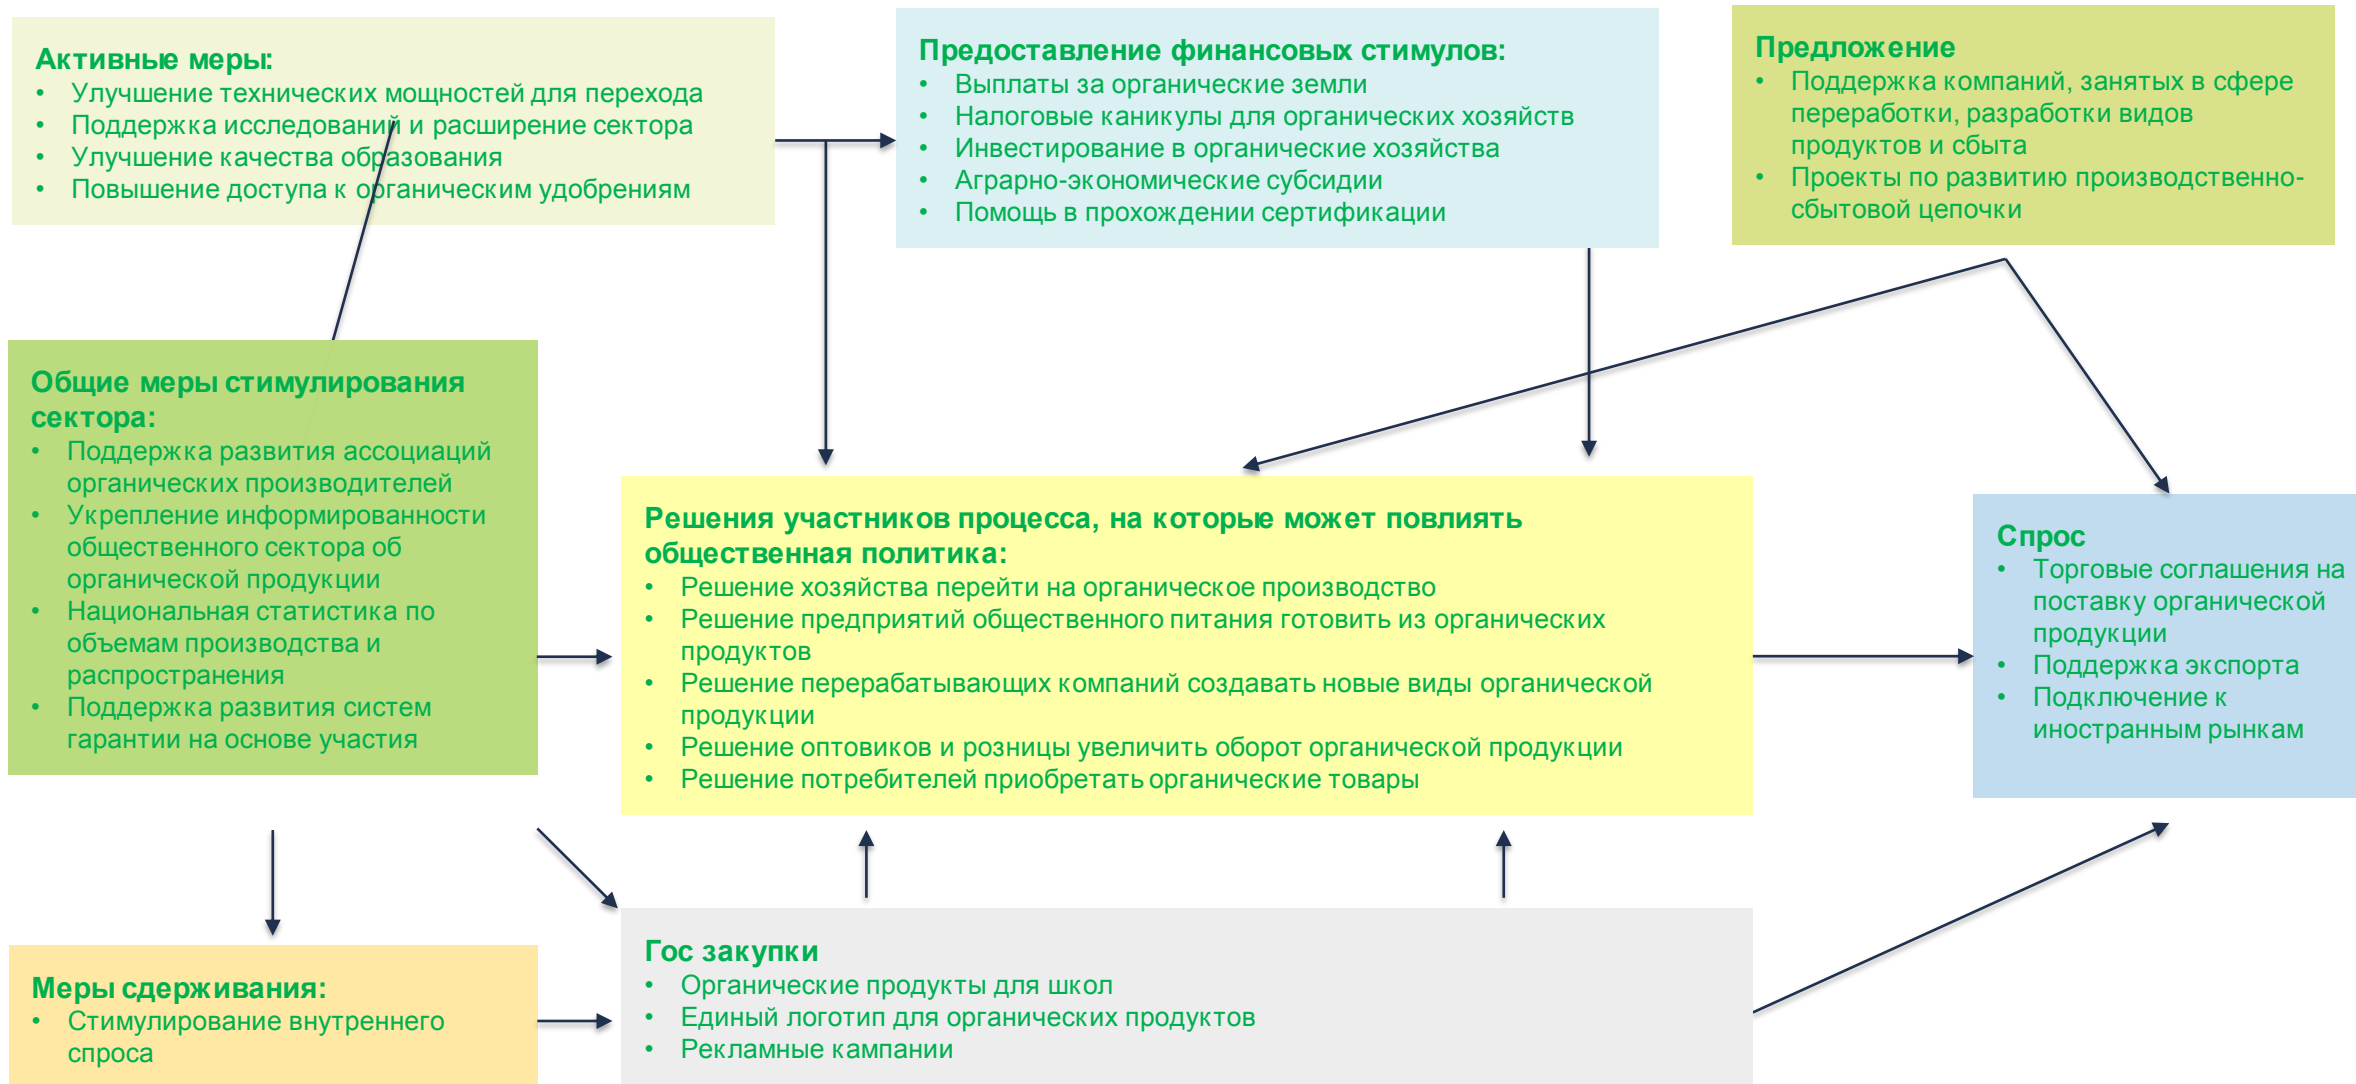 Активные меры:
• Улучшение технических мощностей для перехода
• Поддержка исследований и расширение сектора
• Улучшение качества образования
• Повышение доступа к органическим удобрениям
Предоставление финансовых стимулов:
• Выплаты за органические земли
• Налоговые каникулы для органических хозяйств
• Инвестирование в органические хозяйства
• Аграрно-экономические субсидии
• Помощь в прохождении сертификации
Предложение
• Поддержка компаний, занятых в сфере
переработки, разработки видов
продуктов и сбыта
• Проекты по развитию производственно-
сбытовой цепочки
Общие меры стимулирования
сектора:
• Поддержка развития ассоциаций
органических производителей
• Укрепление информированности
общественного сектора об
органической продукции
• Национальная статистика по
объемам производства и
распространения
• Поддержка развития систем
гарантии на основе участия
Решения участников процесса, на которые может повлиять
общественная политика:
• Решение хозяйства перейти на органическое производство
• Решение предприятий общественного питания готовить из органических
продуктов
• Решение перерабатывающих компаний создавать новые виды органической
продукции
• Решение оптовиков и розницы увеличить оборот органической продукции
• Решение потребителей приобретать органические товары
Спрос
• Торговые соглашения на
поставку органической
продукции
• Поддержка экспорта
• Подключение к
иностранным рынкам
Меры сдерживания:
• Стимулирование внутреннего
спроса
Гос закупки
• Органические продукты для школ
• Единый логотип для органических продуктов
• Рекламные кампании